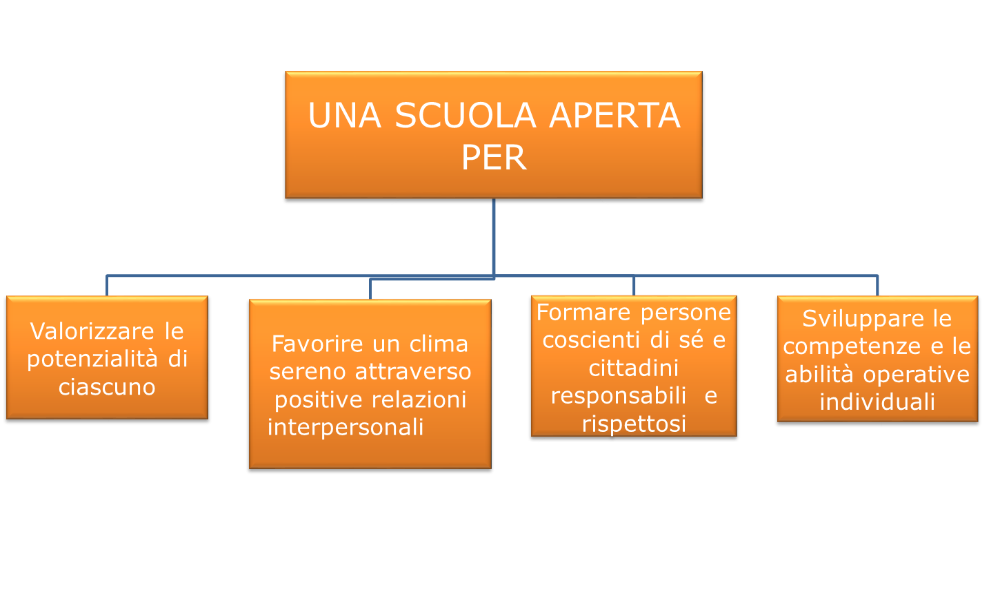 UNA SCUOLA APERTA
PER
Valorizzare le
potenzialità di
ciascuno
Favorire un clima
sereno attraverso
positive relazioni
interpersonali
Formare persone
coscienti di sé e
cittadini
responsabili e
rispettosi
Sviluppare le
competenze e le
abilità operative
individuali